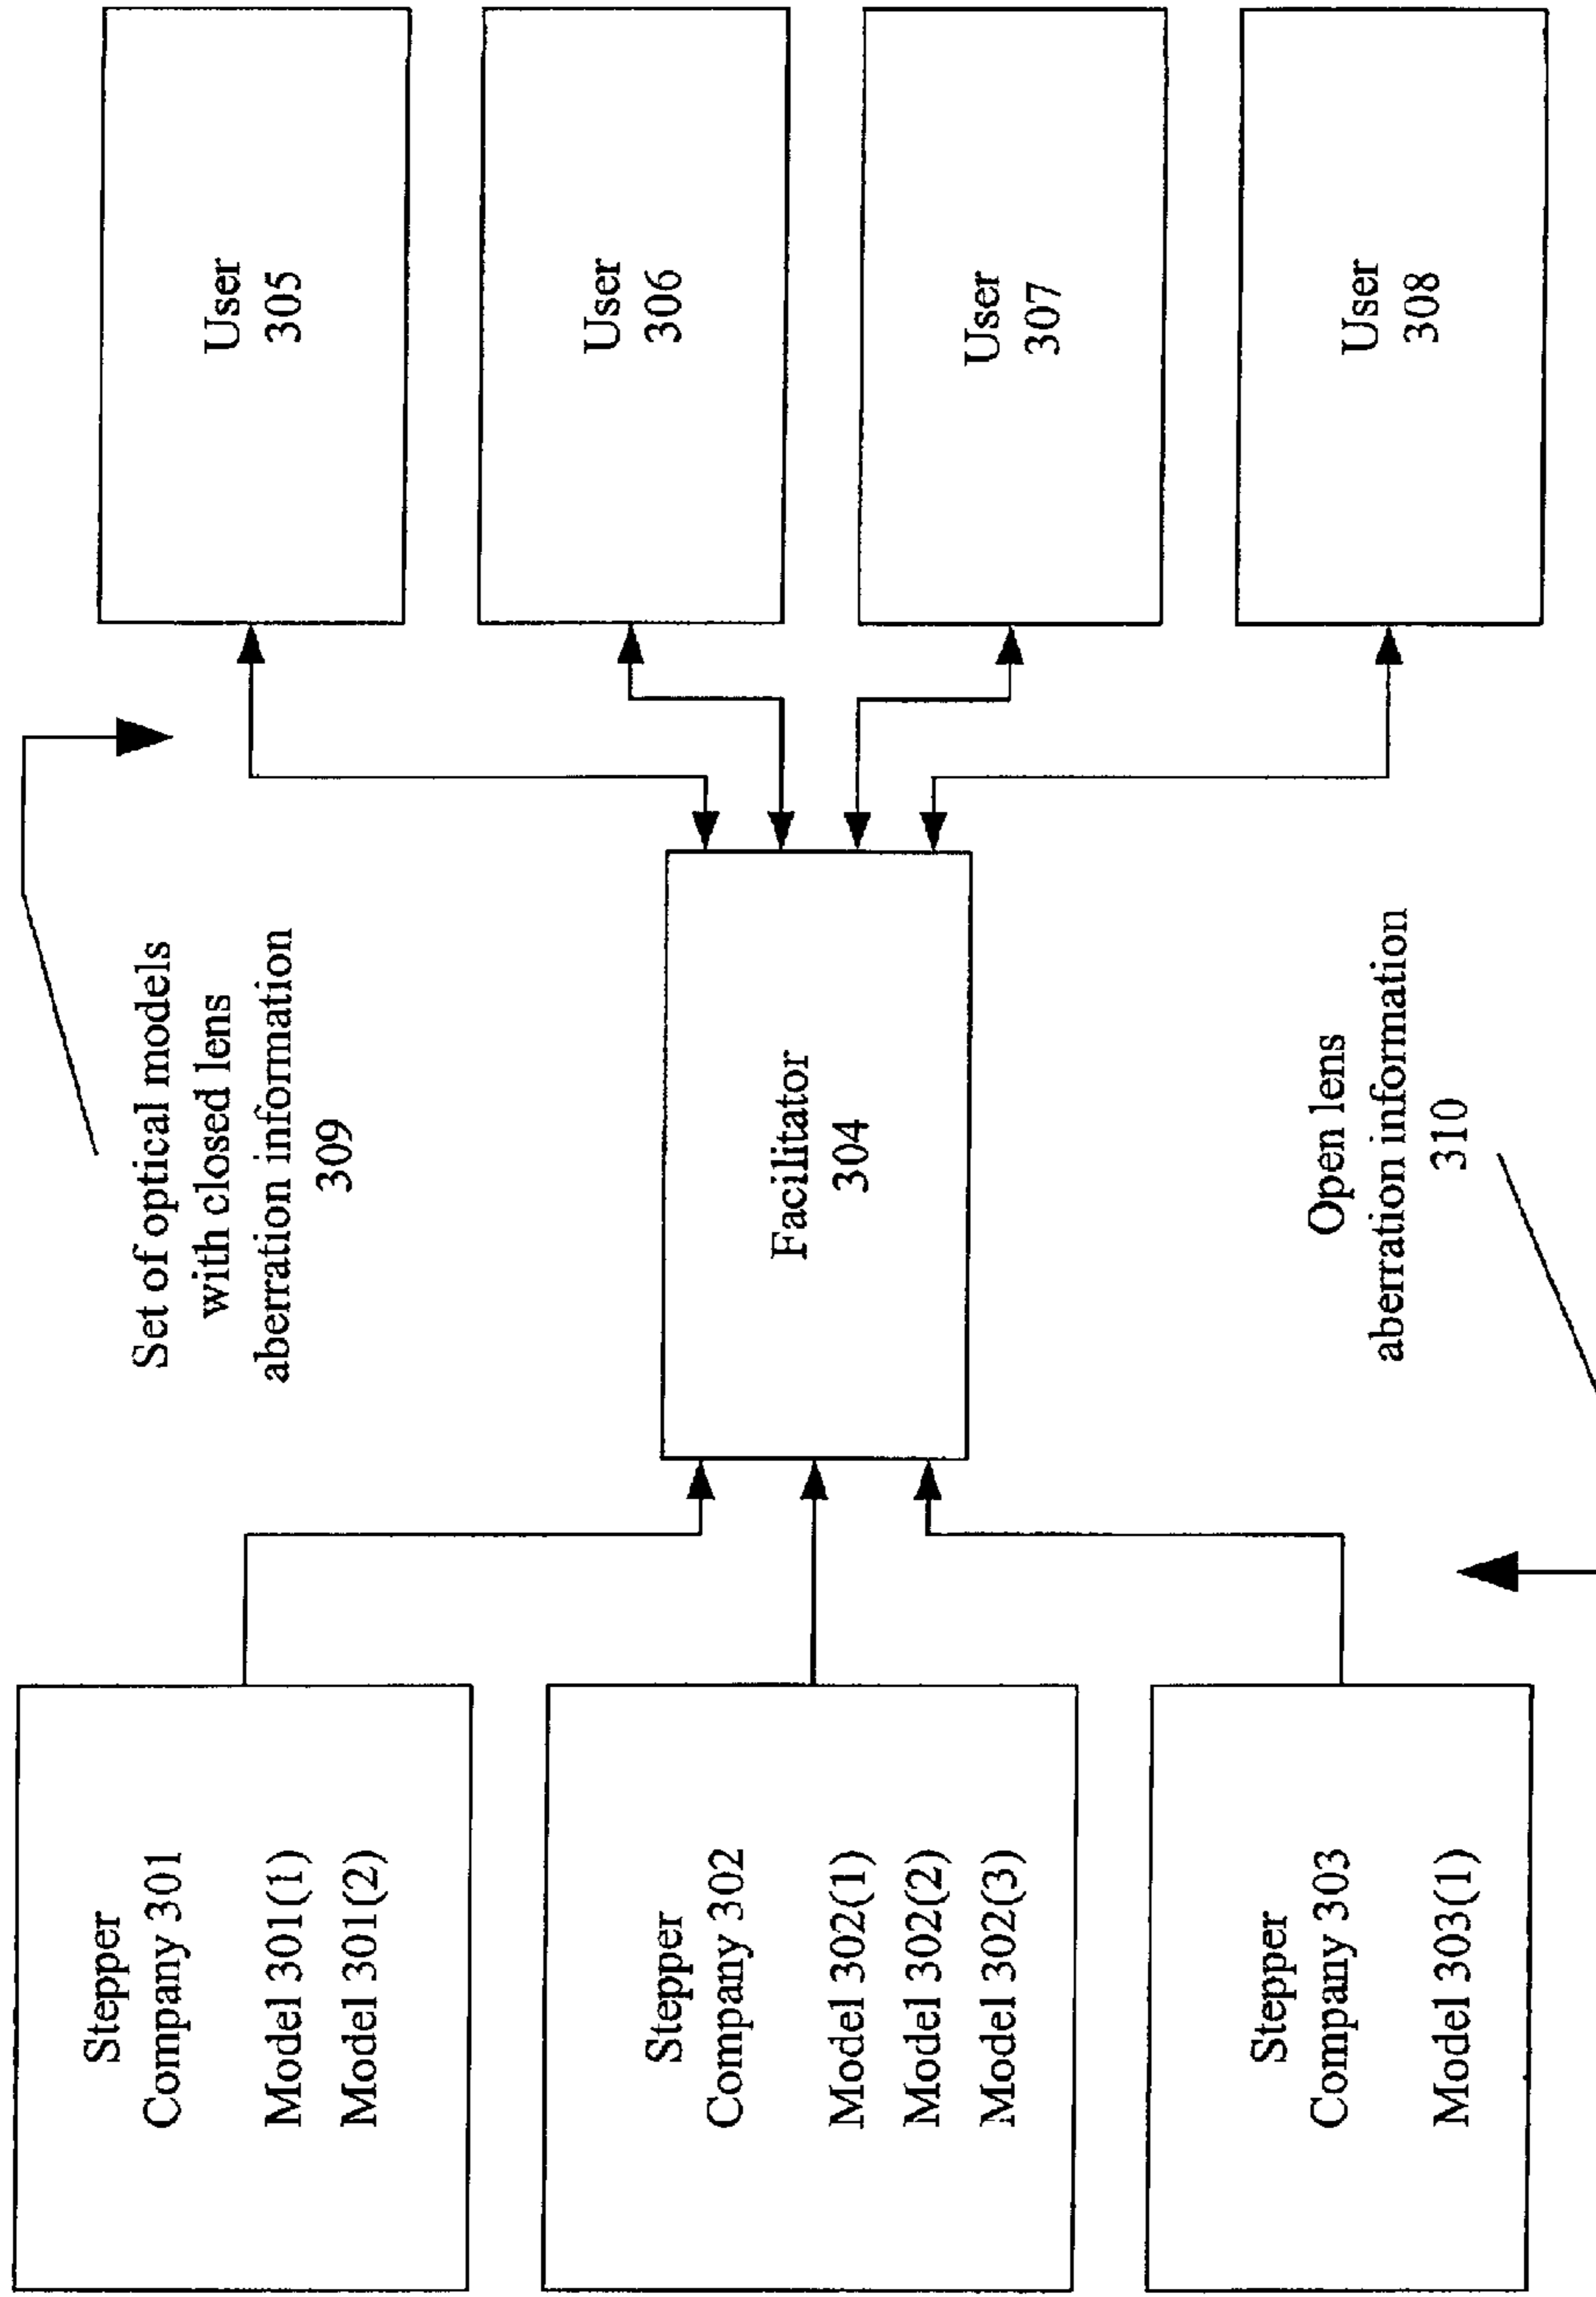 Stepper
Company 301
Model 301(1)
Model 301(2)
Stepper
Company 302
Model 302(1)
Model 302(2)
Model 302(3)
Stepper
Company 303
Model 303(1)
Set of optical models
with closed lens
aberration information
309
Facilitator
304
Open lens
aberration information
310
User
305
User
306
User
307
User
308